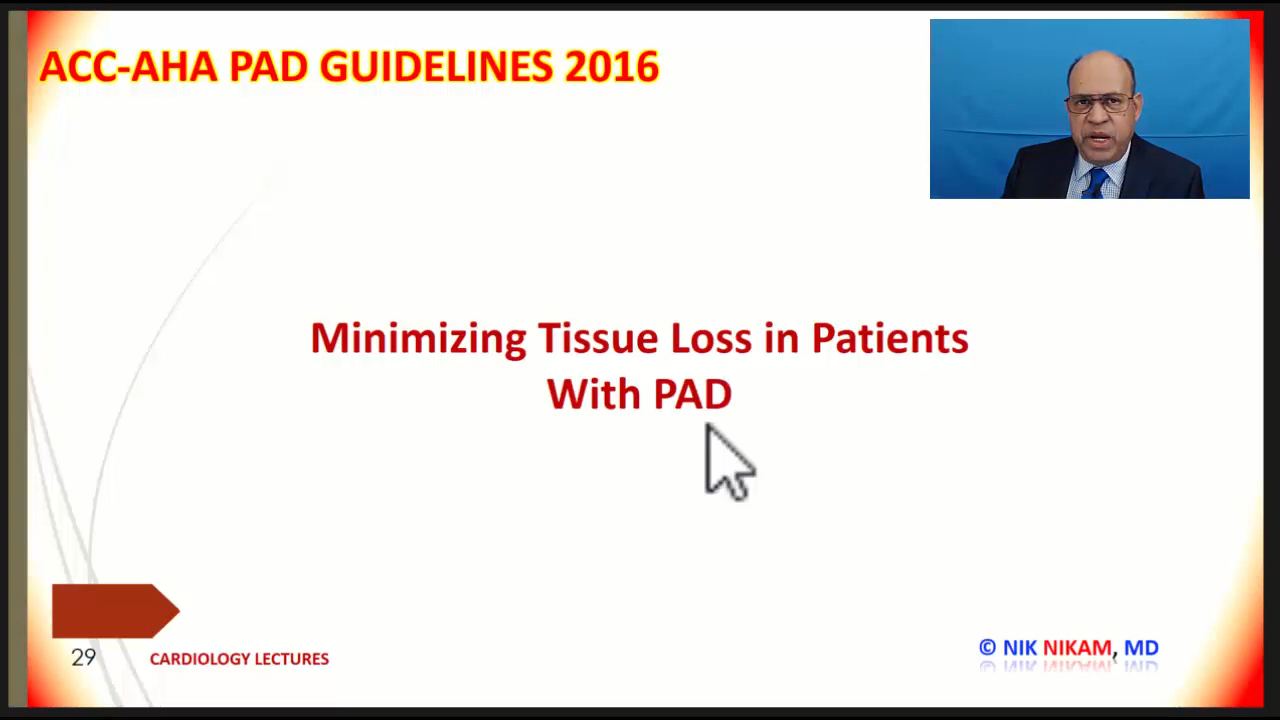 ACC-AHA PAD GUIDELINES 2016
Minimizing Tissue Loss in Patients
With PAD
29
CARDIOLOGY LECTURES
© NIK NIKAM, MD